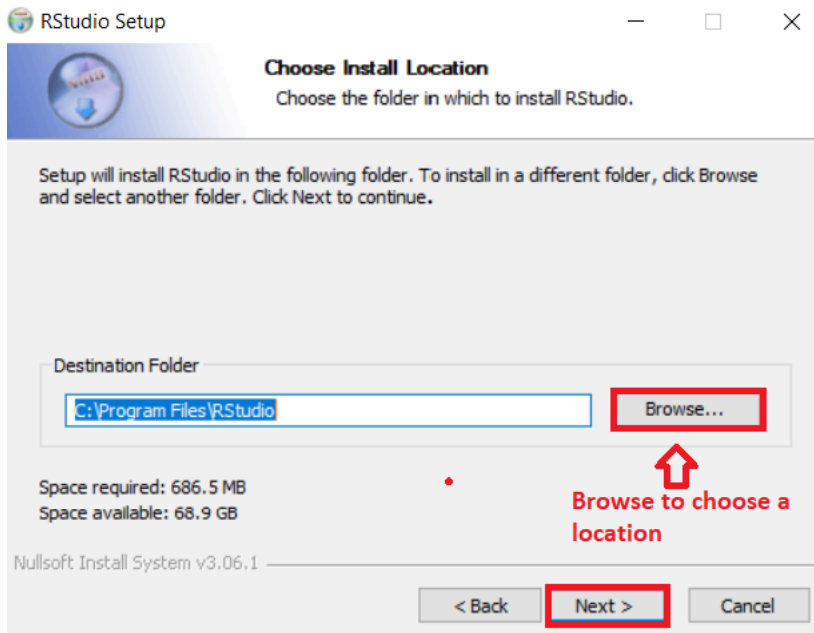 RStudio Setup
Choose Install Location
Choose the folder in which to install RStudio.
Setup will install RStudio in the following folder. To install in a different folder, click Browse
and select another folder. Click Next to continue.
Destination Folder
C:\Program Files\RStudio
Browse...
Space required: 686.5 MB
Space available: 68.9 GB
Browse to choose a
location
Nullsoft Install System v3.06.1
< Back
Next >
Cancel